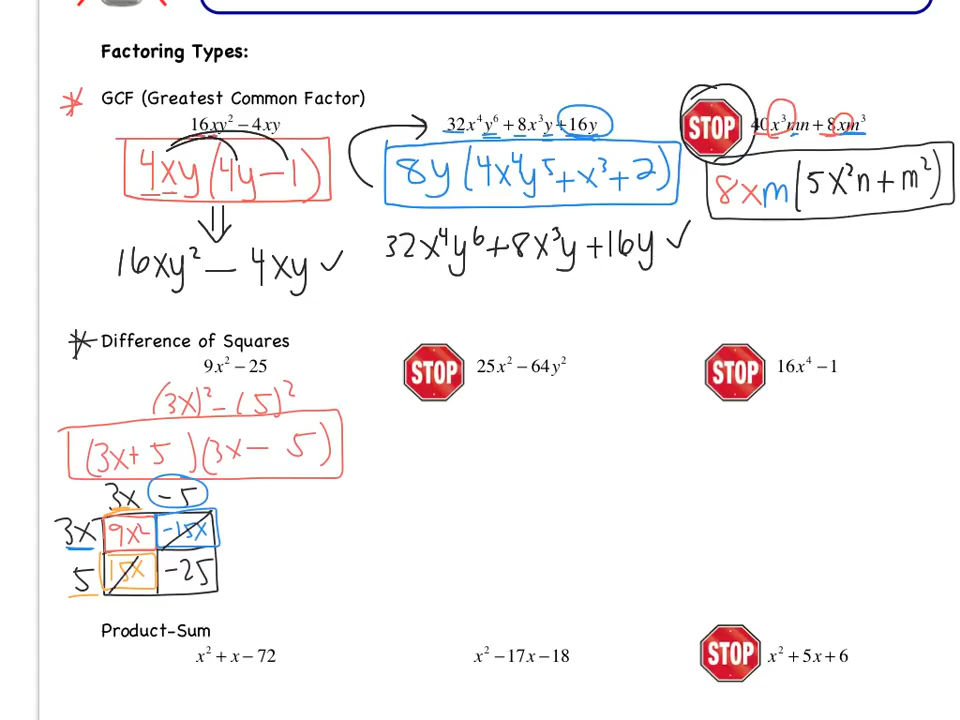 Factoring Types:
* GCF (Greatest Common Factor)
16xy² − 4xy
4xy(4y − 1)
16xy² − 4xy ✓
32x⁴y⁶ + 8x³y + 16y
8y(4x⁴y⁵ + x³ + 2)
32x⁴y⁶ + 8x³y + 16y ✓
STOP 40x³mn + 8xm³
8xm(5x²n + m²)
* Difference of Squares
9x² − 25
(3x)² − (5)²
(3x + 5)(3x − 5)
3x −5
3x 9x² −15x
5 15x −25
STOP 25x² − 64y²
STOP 16x⁴ − 1
Product-Sum
x² + x − 72
x² − 17x − 18
STOP x² + 5x + 6